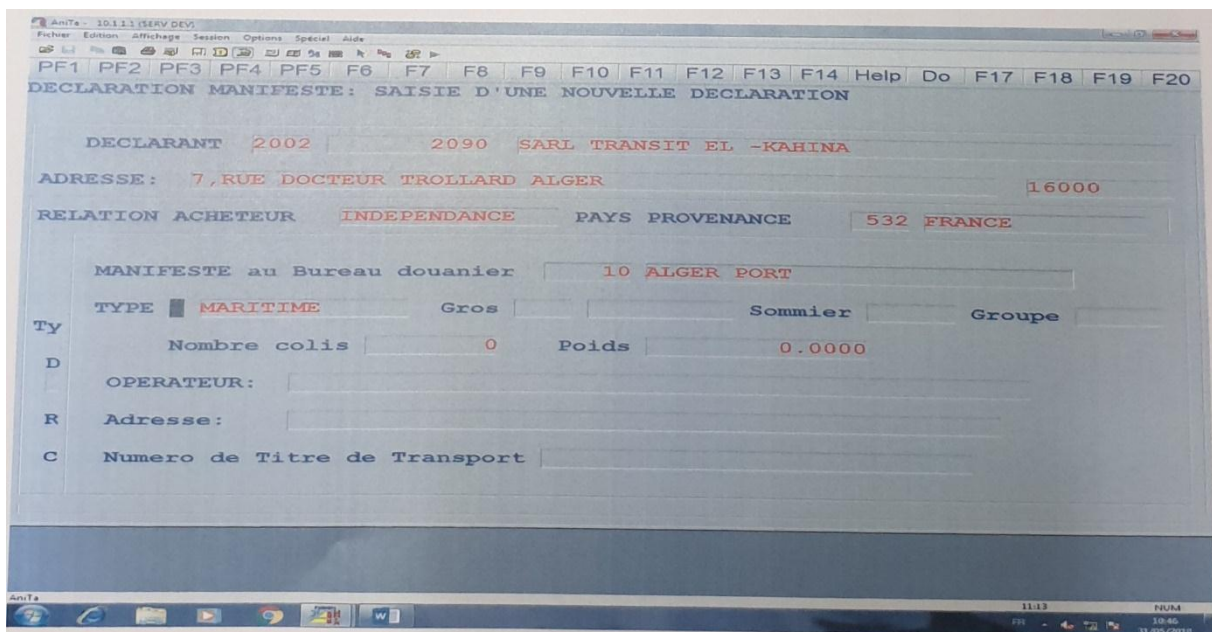 AniTa - 10.1.1.1 (SERV DEV)
Fichier Edition Affichage Session Options Spécial Aide
PF1 PF2 PF3 PF4 PF5 F6 F7 F8 F9 F10 F11 F12 F13 F14 Help Do F17 F18 F19 F20
DECLARATION MANIFESTE: SAISIE D'UNE NOUVELLE DECLARATION
DECLARANT 2002 2090 SARL TRANSIT EL -KAHINA
ADRESSE: 7,RUE DOCTEUR TROLLARD ALGER 16000
RELATION ACHETEUR INDEPENDANCE PAYS PROVENANCE 532 FRANCE
MANIFESTE au Bureau douanier 10 ALGER PORT
TYPE MARITIME Gros Sommier Groupe
Ty
Nombre colis 0 Poids 0.0000
D
OPERATEUR:
R Adresse:
C Numero de Titre de Transport
AniTa
11:13 NUM
FR 10:46